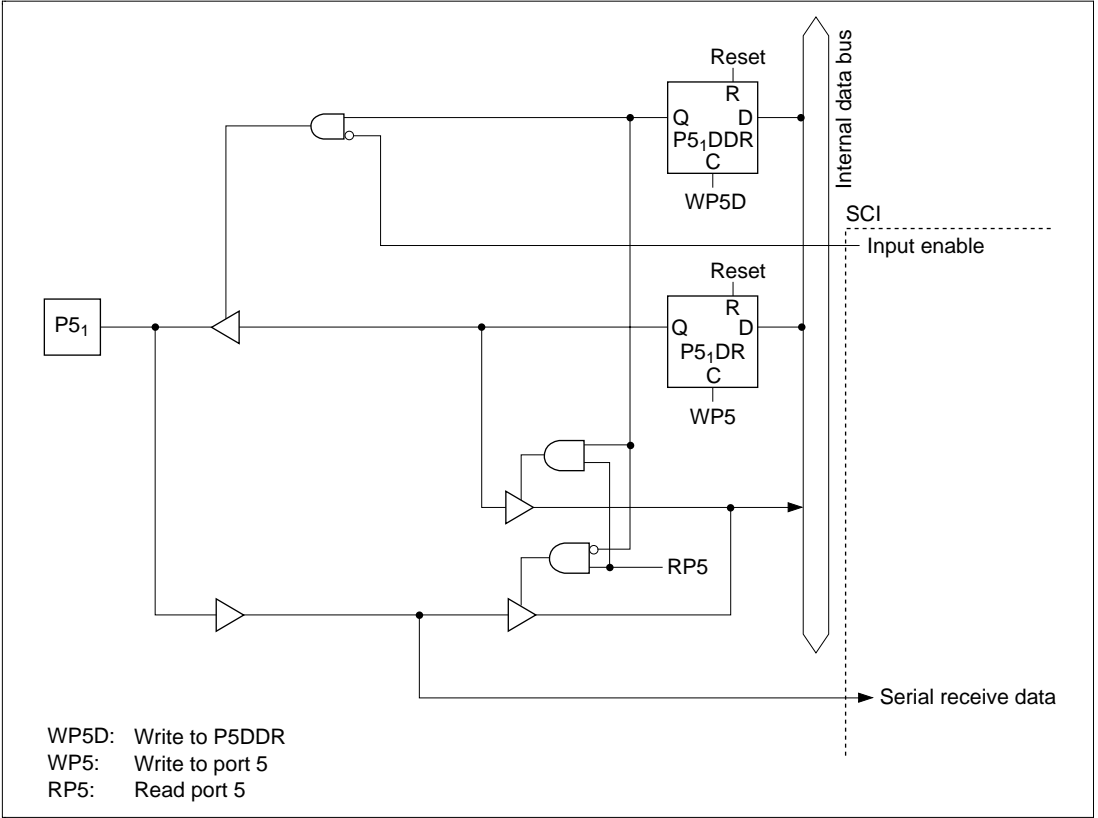 Reset
R
Q D
P5₁DDR
C
WP5D
Internal data bus
SCI
Input enable
Reset
R
P5₁
Q D
P5₁DR
C
WP5
RP5
Serial receive data
WP5D: Write to P5DDR
WP5: Write to port 5
RP5: Read port 5